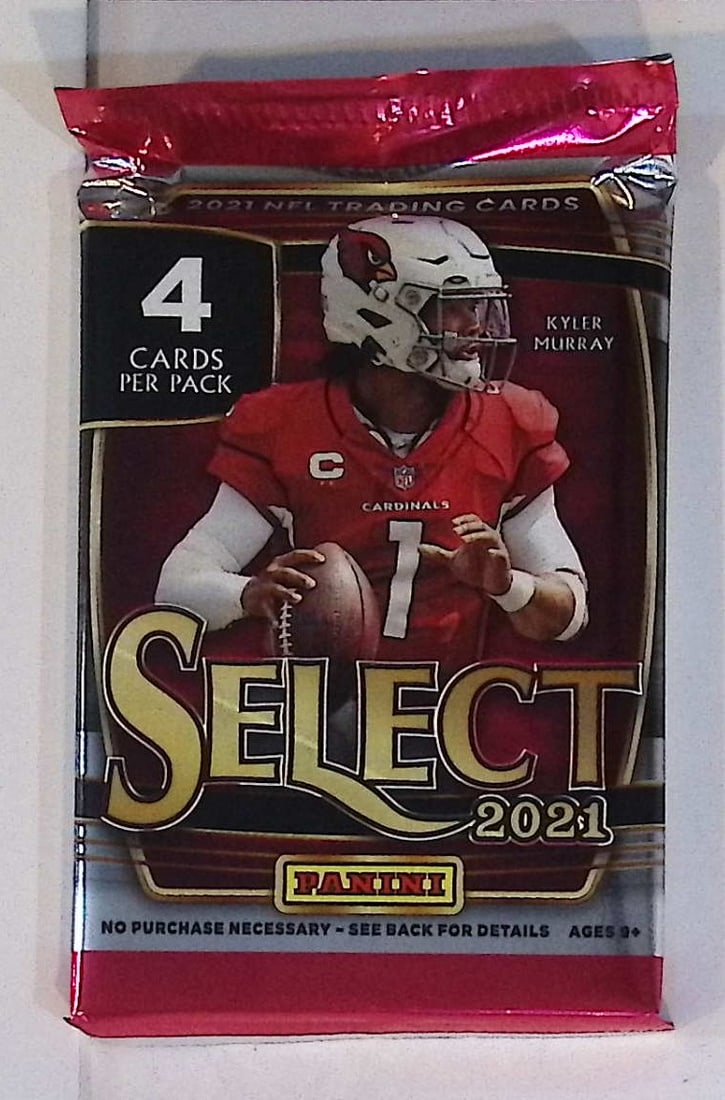 2021 NFL TRADING CARDS
4
CARDS
PER PACK
KYLER
MURRAY
C
NFL
CARDINALS
1
SELECT
2021
PANINI
NO PURCHASE NECESSARY - SEE BACK FOR DETAILS AGES 9+